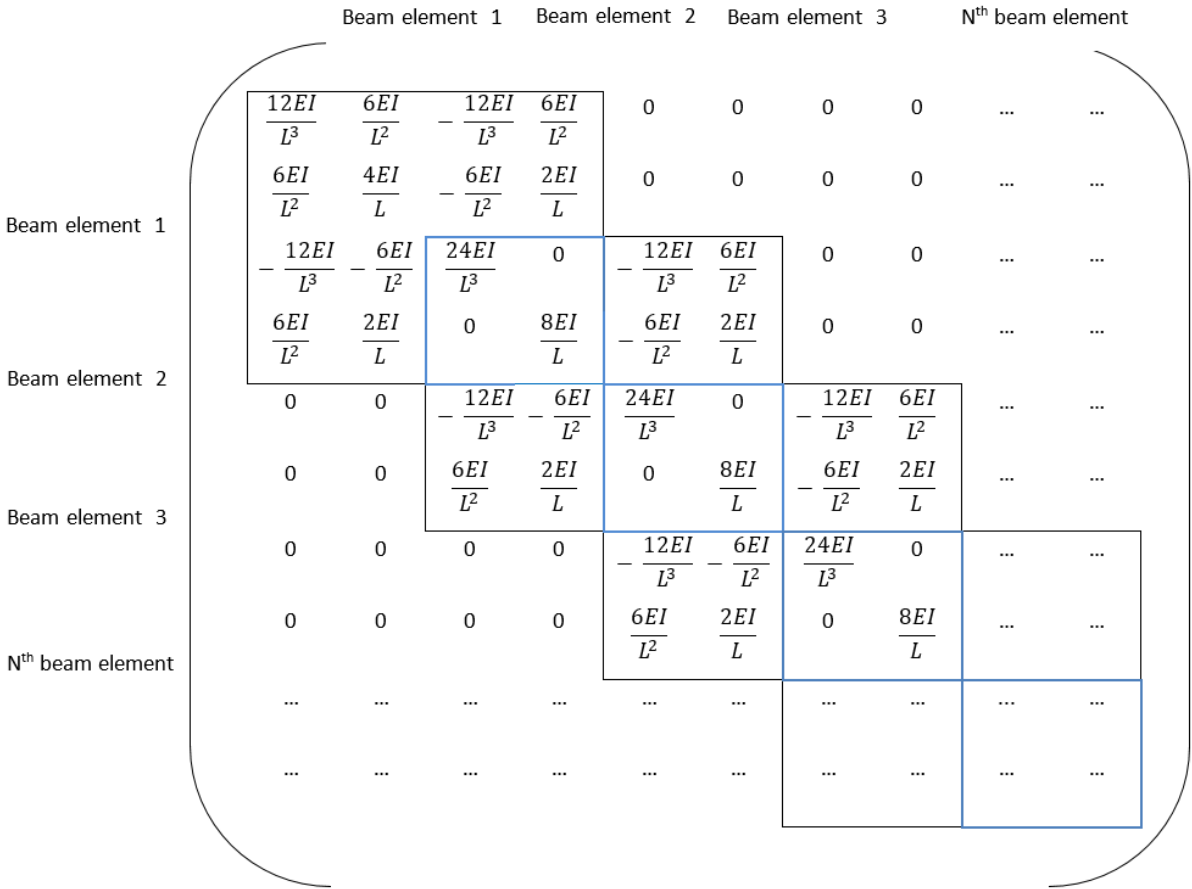 Beam element 1 Beam element 2 Beam element 3 Nᵗʰ beam element
12EI/L³ 6EI/L² − 12EI/L³ 6EI/L² 0 0 0 0 ... ...
6EI/L² 4EI/L − 6EI/L² 2EI/L 0 0 0 0 ... ...
Beam element 1
− 12EI/L³ − 6EI/L² 24EI/L³ 0 − 12EI/L³ 6EI/L² 0 0 ... ...
6EI/L² 2EI/L 0 8EI/L − 6EI/L² 2EI/L 0 0 ... ...
Beam element 2
0 0 − 12EI/L³ − 6EI/L² 24EI/L³ 0 − 12EI/L³ 6EI/L² ... ...
0 0 6EI/L² 2EI/L 0 8EI/L − 6EI/L² 2EI/L ... ...
Beam element 3
0 0 0 0 − 12EI/L³ − 6EI/L² 24EI/L³ 0 ... ...
0 0 0 0 6EI/L² 2EI/L 0 8EI/L ... ...
Nᵗʰ beam element
... ... ... ... ... ... ... ... ... ...
... ... ... ... ... ... ... ... ... ...